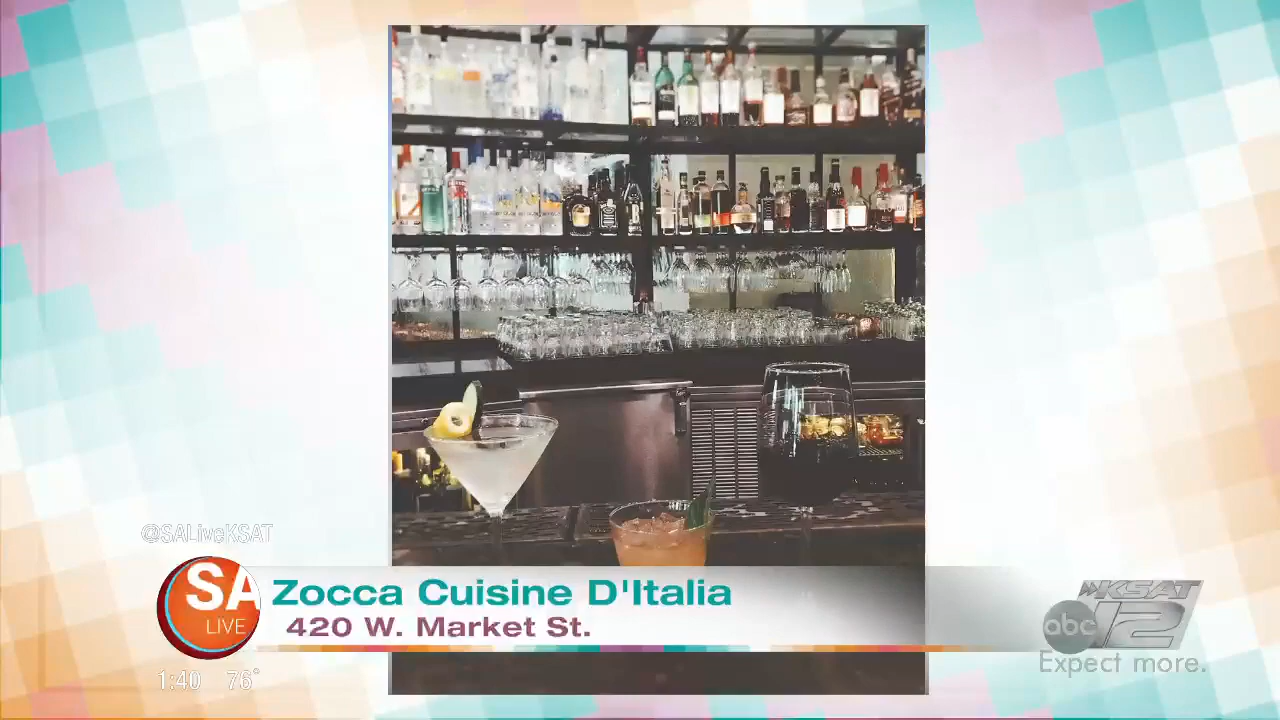 @SALiveKSAT
SA
LIVE
Zocca Cuisine D'Italia
420 W. Market St.
1:40 76°
KSAT
abc 12
Expect more.